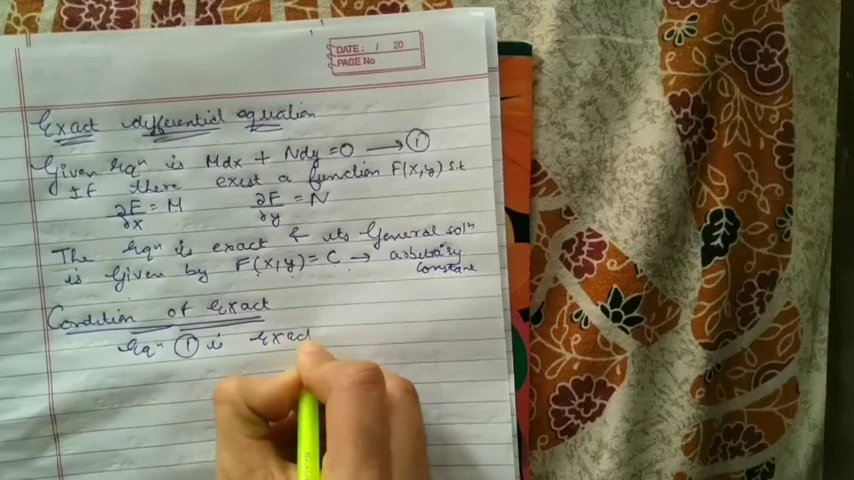 DATE: / 20
PAGE No
Exact differential equation
Given Eqⁿ is Mdx + Ndy = 0 → ①
If there exist a function F(x,y) s.t
∂F/∂x = M ∂F/∂y = N
The Eqⁿ is exact & its General solⁿ
is given by F(x,y) = C → arbitrary constant
Condition of Exact
Eqⁿ ① is exact